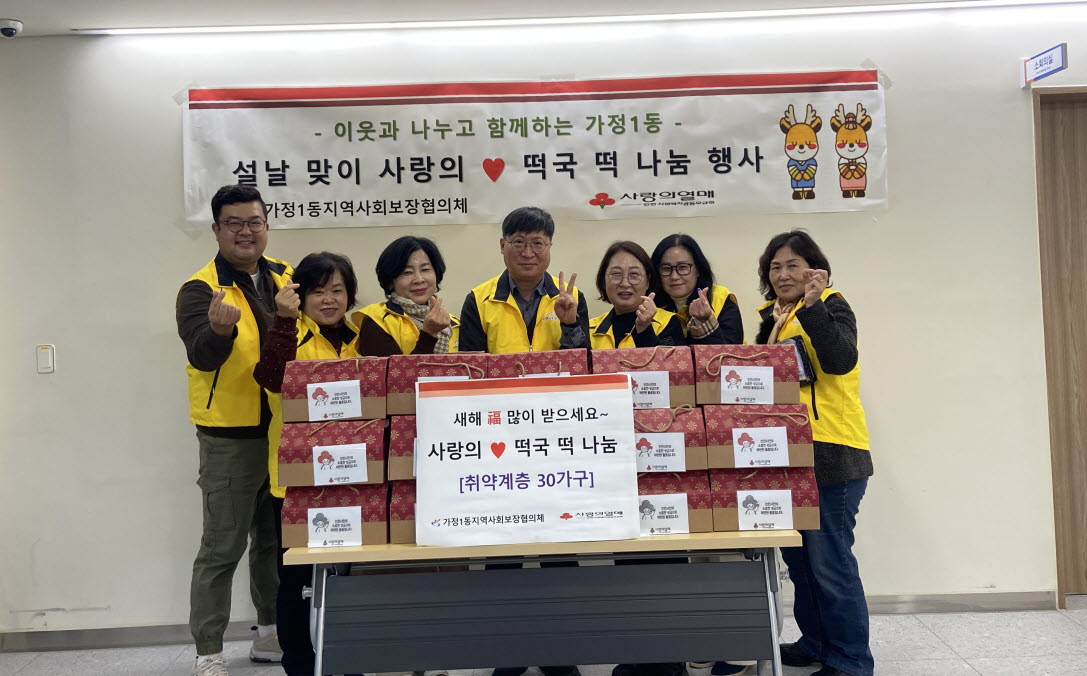 소회의실
- 이웃과 나누고 함께하는 가정1동 -
설날 맞이 사랑의 ♥ 떡국 떡 나눔 행사
가정1동지역사회보장협의체
사랑의열매
새해 福 많이 받으세요~
사랑의 ♥ 떡국 떡 나눔
[취약계층 30가구]
가정1동지역사회보장협의체
사랑의열매